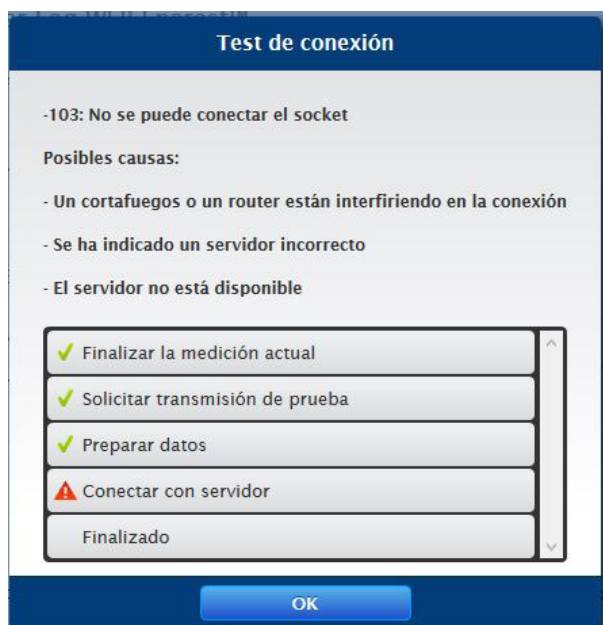 Test de conexión
-103: No se puede conectar el socket
Posibles causas:
- Un cortafuegos o un router están interfiriendo en la conexión
- Se ha indicado un servidor incorrecto
- El servidor no está disponible
Finalizar la medición actual
Solicitar transmisión de prueba
Preparar datos
Conectar con servidor
Finalizado
OK